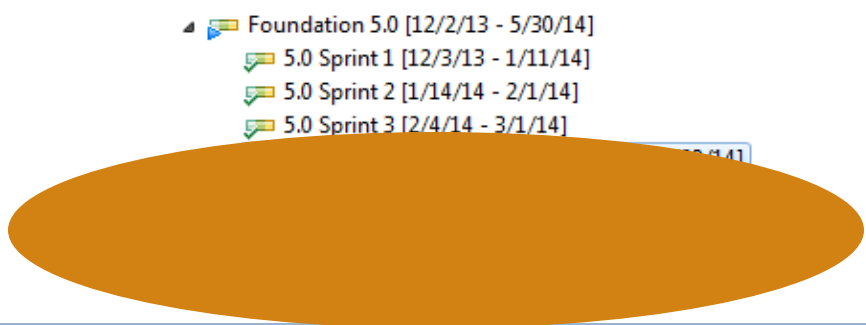 Foundation 5.0 [12/2/13 - 5/30/14]
5.0 Sprint 1 [12/3/13 - 1/11/14]
5.0 Sprint 2 [1/14/14 - 2/1/14]
5.0 Sprint 3 [2/4/14 - 3/1/14]
/14]